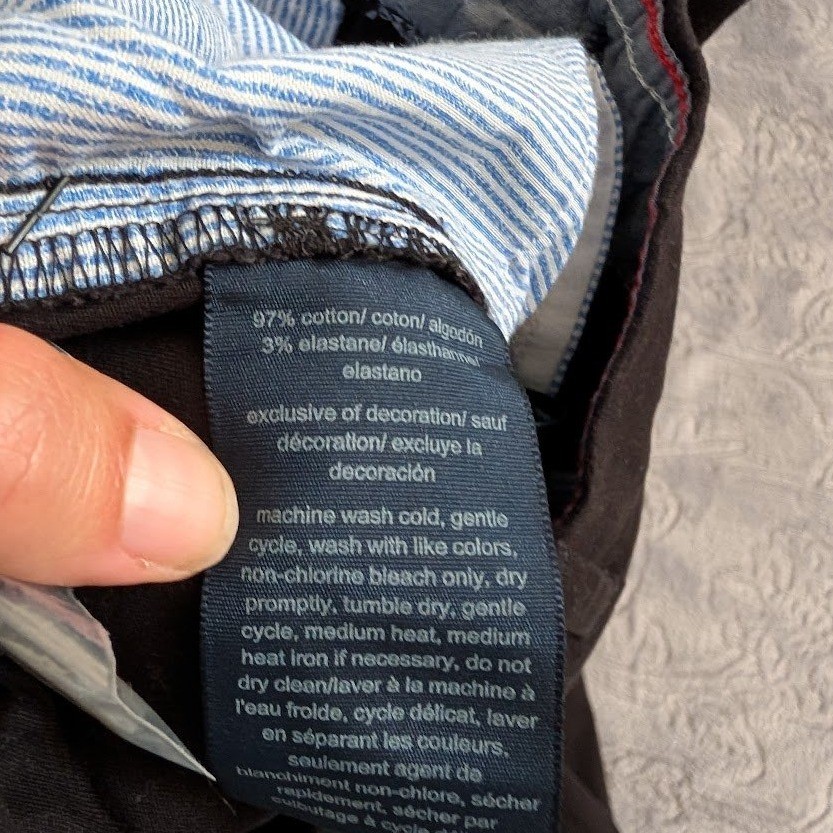 97% cotton/ coton/ algodón
3% elastane/ élasthanne/
elastano
exclusive of decoration/ sauf
décoration/ excluye la
decoración
machine wash cold, gentle
cycle, wash with like colors,
non-chlorine bleach only, dry
promptly, tumble dry, gentle
cycle, medium heat, medium
heat iron if necessary, do not
dry clean/laver à la machine à
l'eau froide, cycle délicat, laver
en séparant les couleurs,
seulement agent de
blanchiment non-chlore, sécher
rapidement, sécher par
culbutage à cycle